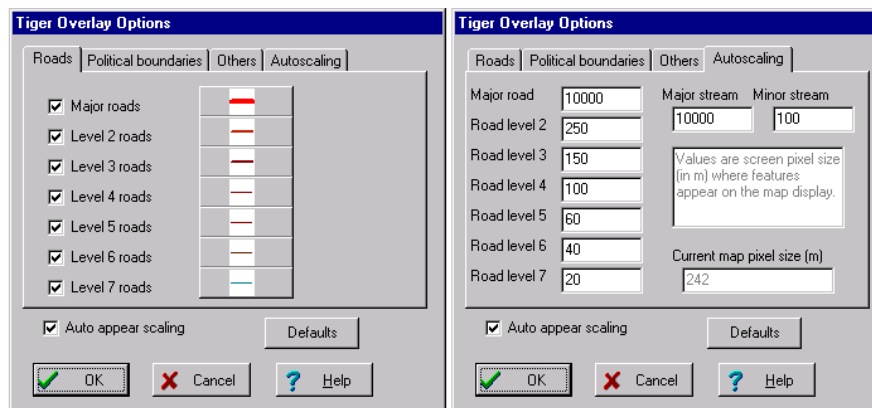 Tiger Overlay Options
Roads Political boundaries Others Autoscaling
Major roads
Level 2 roads
Level 3 roads
Level 4 roads
Level 5 roads
Level 6 roads
Level 7 roads
Auto appear scaling
Defaults
OK Cancel Help
Tiger Overlay Options
Roads Political boundaries Others Autoscaling
Major road 10000
Road level 2 250
Road level 3 150
Road level 4 100
Road level 5 60
Road level 6 40
Road level 7 20
Major stream Minor stream
10000 100
Values are screen pixel size
(in m) where features
appear on the map display.
Current map pixel size (m)
242
Auto appear scaling
Defaults
OK Cancel Help